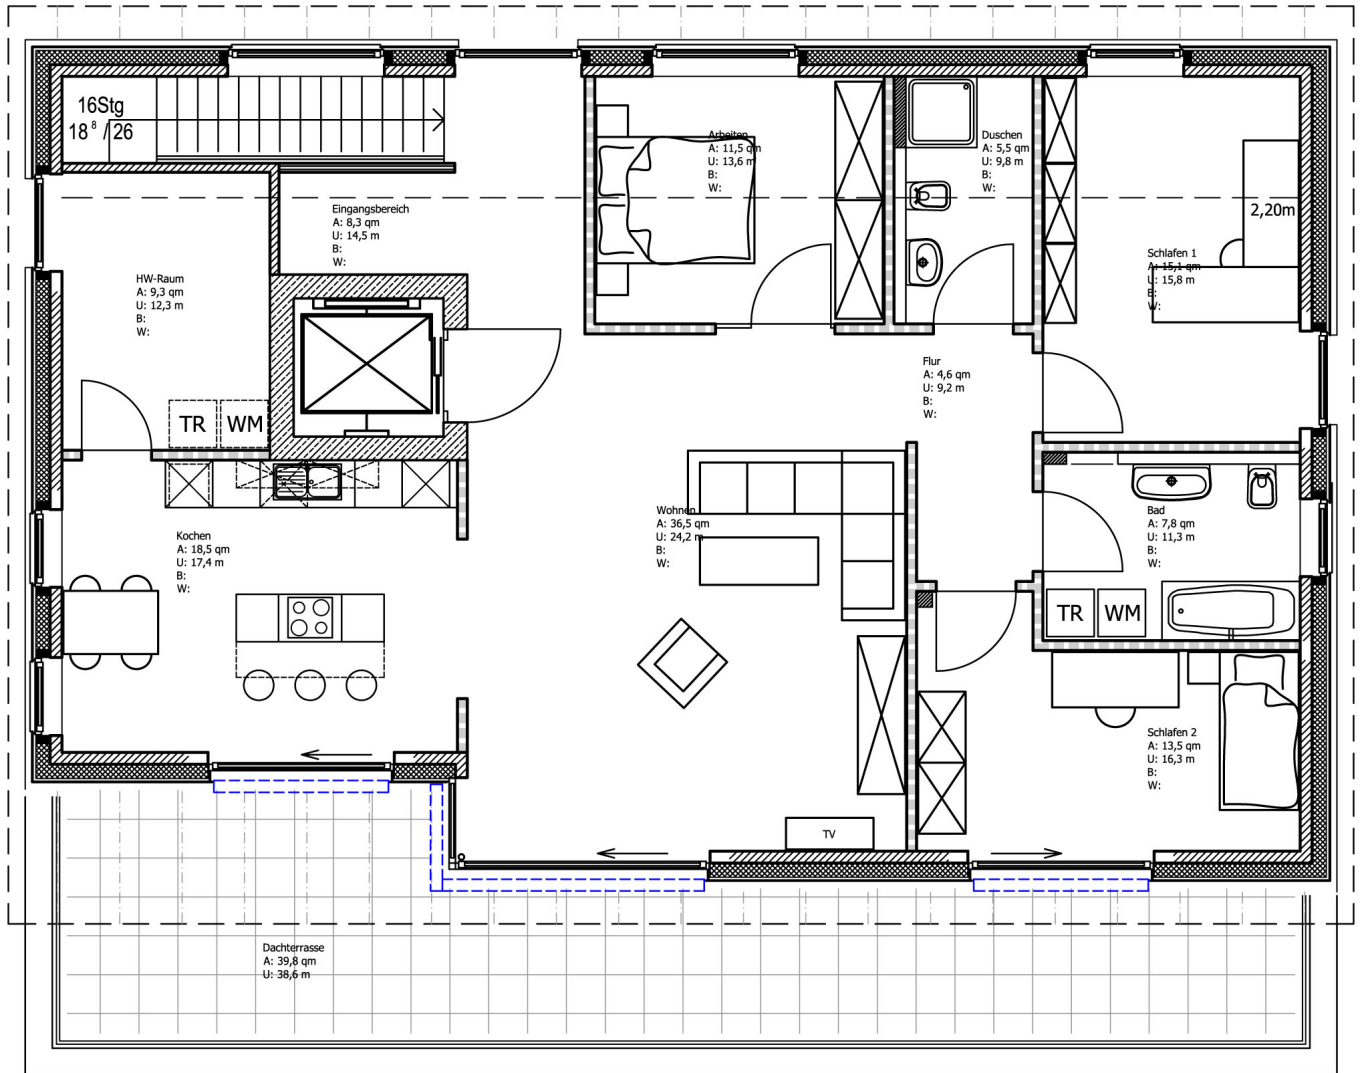 16Stg
18⁸ / 26
Arbeiten
A: 11,5 qm
U: 13,6 m
B:
W:
Duschen
A: 5,5 qm
U: 9,8 m
B:
W:
Eingangsbereich
A: 8,3 qm
U: 14,5 m
B:
W:
2,20m
Schlafen 1
A: 15,1 qm
U: 15,8 m
B:
W:
HW-Raum
A: 9,3 qm
U: 12,3 m
B:
W:
Flur
A: 4,6 qm
U: 9,2 m
B:
W:
TR WM
Wohnen
A: 36,5 qm
U: 24,2 m
B:
W:
Bad
A: 7,8 qm
U: 11,3 m
B:
W:
Kochen
A: 18,5 qm
U: 17,4 m
B:
W:
TR WM
Schlafen 2
A: 13,5 qm
U: 16,3 m
B:
W:
TV
Dachterrasse
A: 39,8 qm
U: 38,6 m